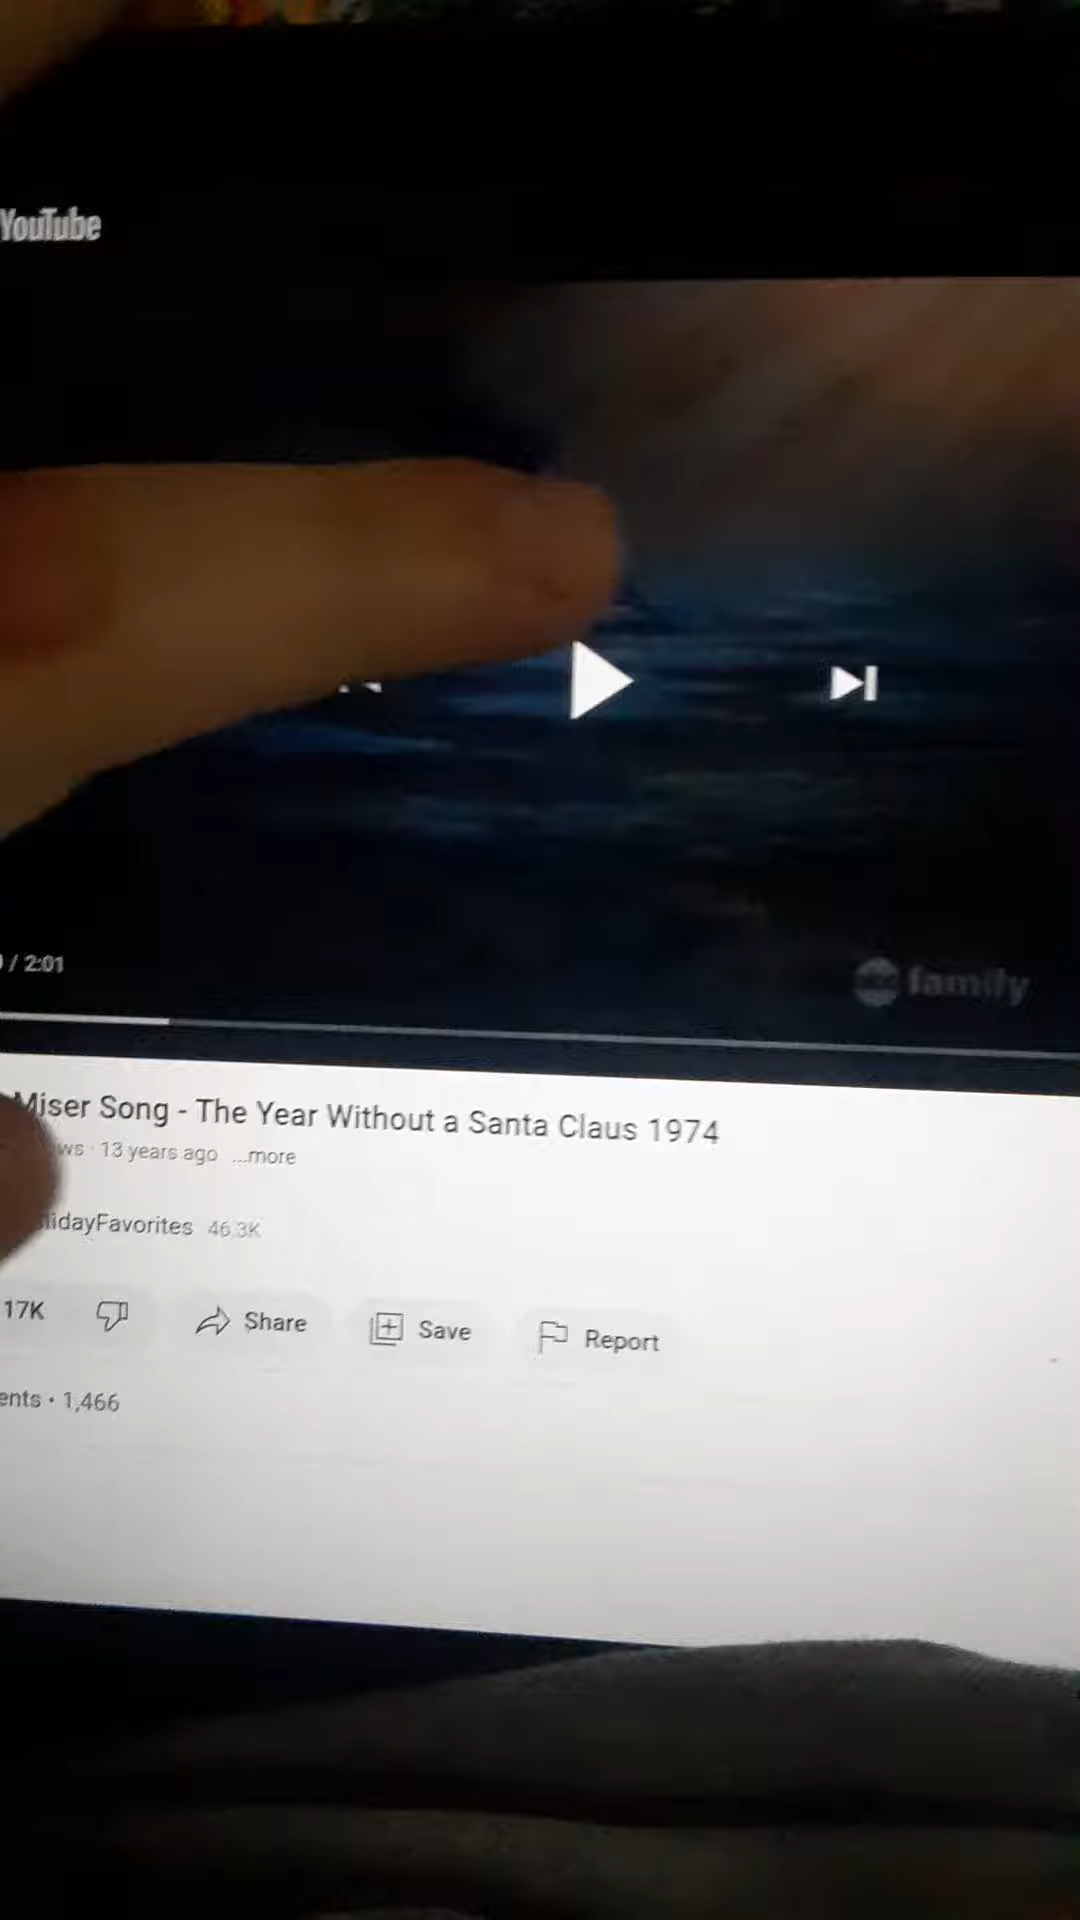 YouTube
/ 2:01
family
Miser Song - The Year Without a Santa Claus 1974
13 years ago ...more
46.3K
17K
Share
Save
Report
1,466